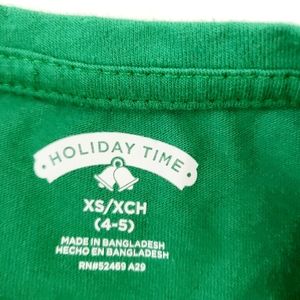 HOLIDAY TIME
XS/XCH
(4-5)
MADE IN BANGLADESH
HECHO EN BANGLADESH
RN#52469 A29